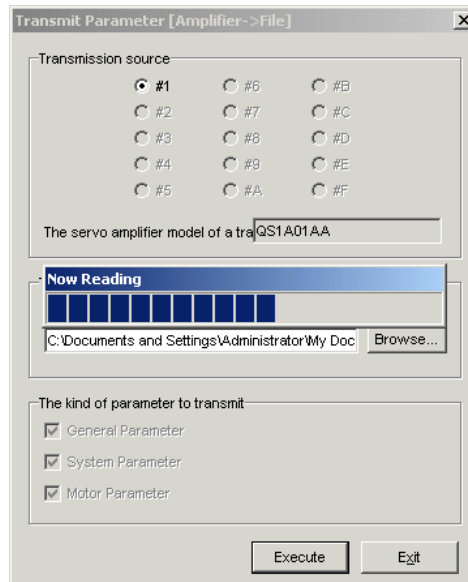 Transmit Parameter [Amplifier->File]
Transmission source
#1 #6 #B
#2 #7 #C
#3 #8 #D
#4 #9 #E
#5 #A #F
The servo amplifier model of a tra QS1A01AA
Now Reading
C:\Documents and Settings\Administrator\My Doc Browse...
The kind of parameter to transmit
General Parameter
System Parameter
Motor Parameter
Execute Exit